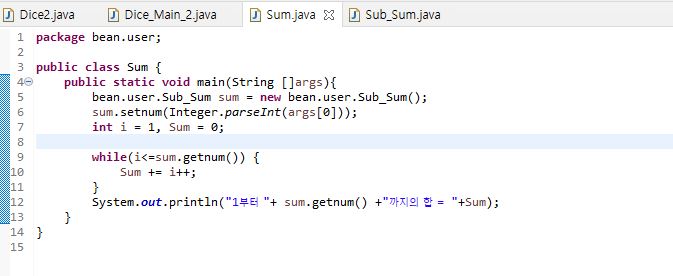 Dice2.java Dice_Main_2.java Sum.java Sub_Sum.java
1 package bean.user;
2
3 public class Sum {
4 public static void main(String []args){
5 bean.user.Sub_Sum sum = new bean.user.Sub_Sum();
6 sum.setnum(Integer.parseInt(args[0]));
7 int i = 1, Sum = 0;
8
9 while(i<=sum.getnum()) {
10 Sum += i++;
11 }
12 System.out.println("1부터 "+ sum.getnum() +"까지의 합 = "+Sum);
13 }
14 }
15